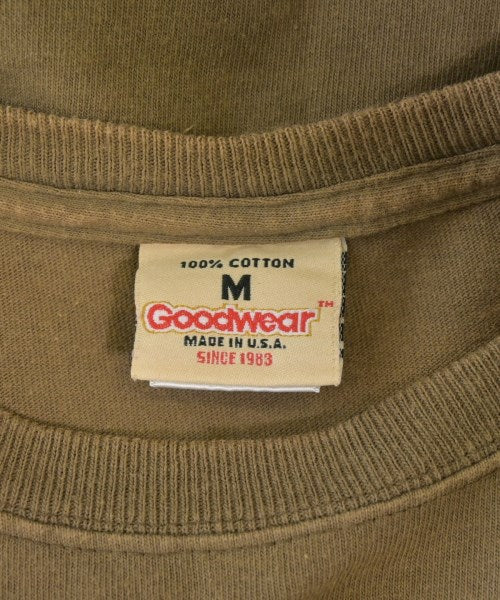 100% COTTON
M
Goodwear™
MADE IN U.S.A.
SINCE 1983